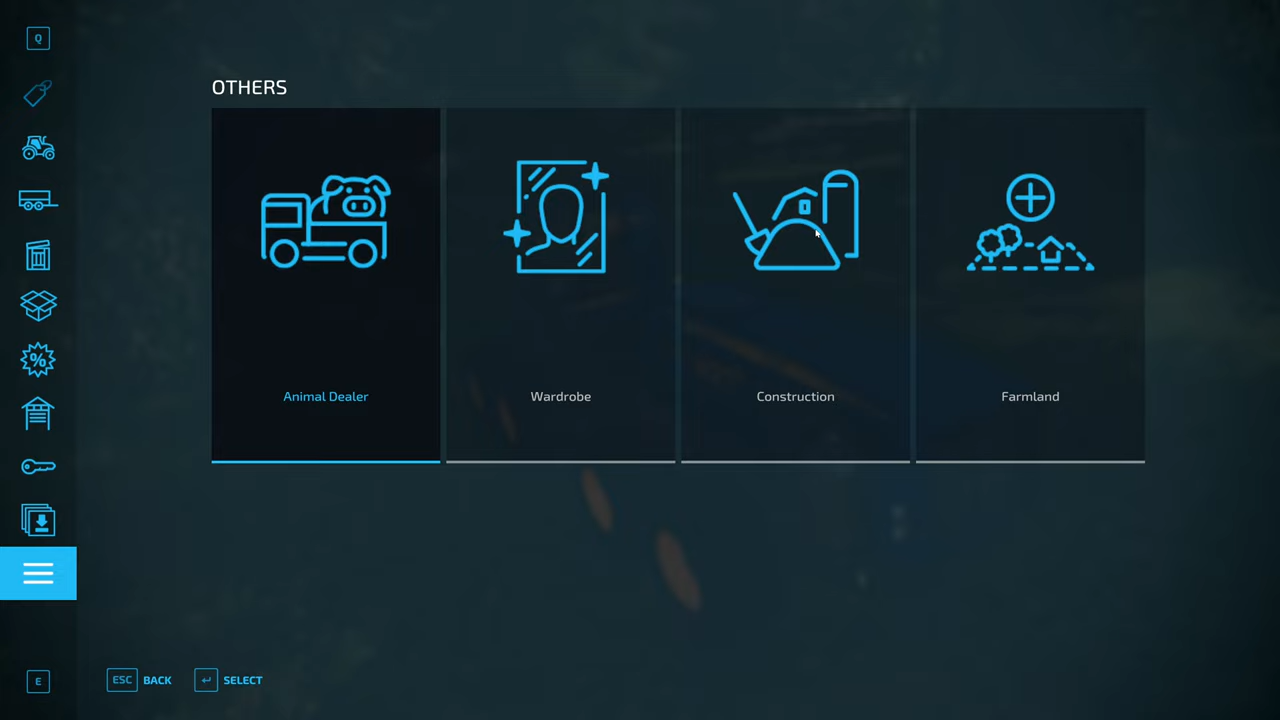 Q
OTHERS
%
Animal Dealer
Wardrobe
Construction
Farmland
E
ESC BACK
↵ SELECT